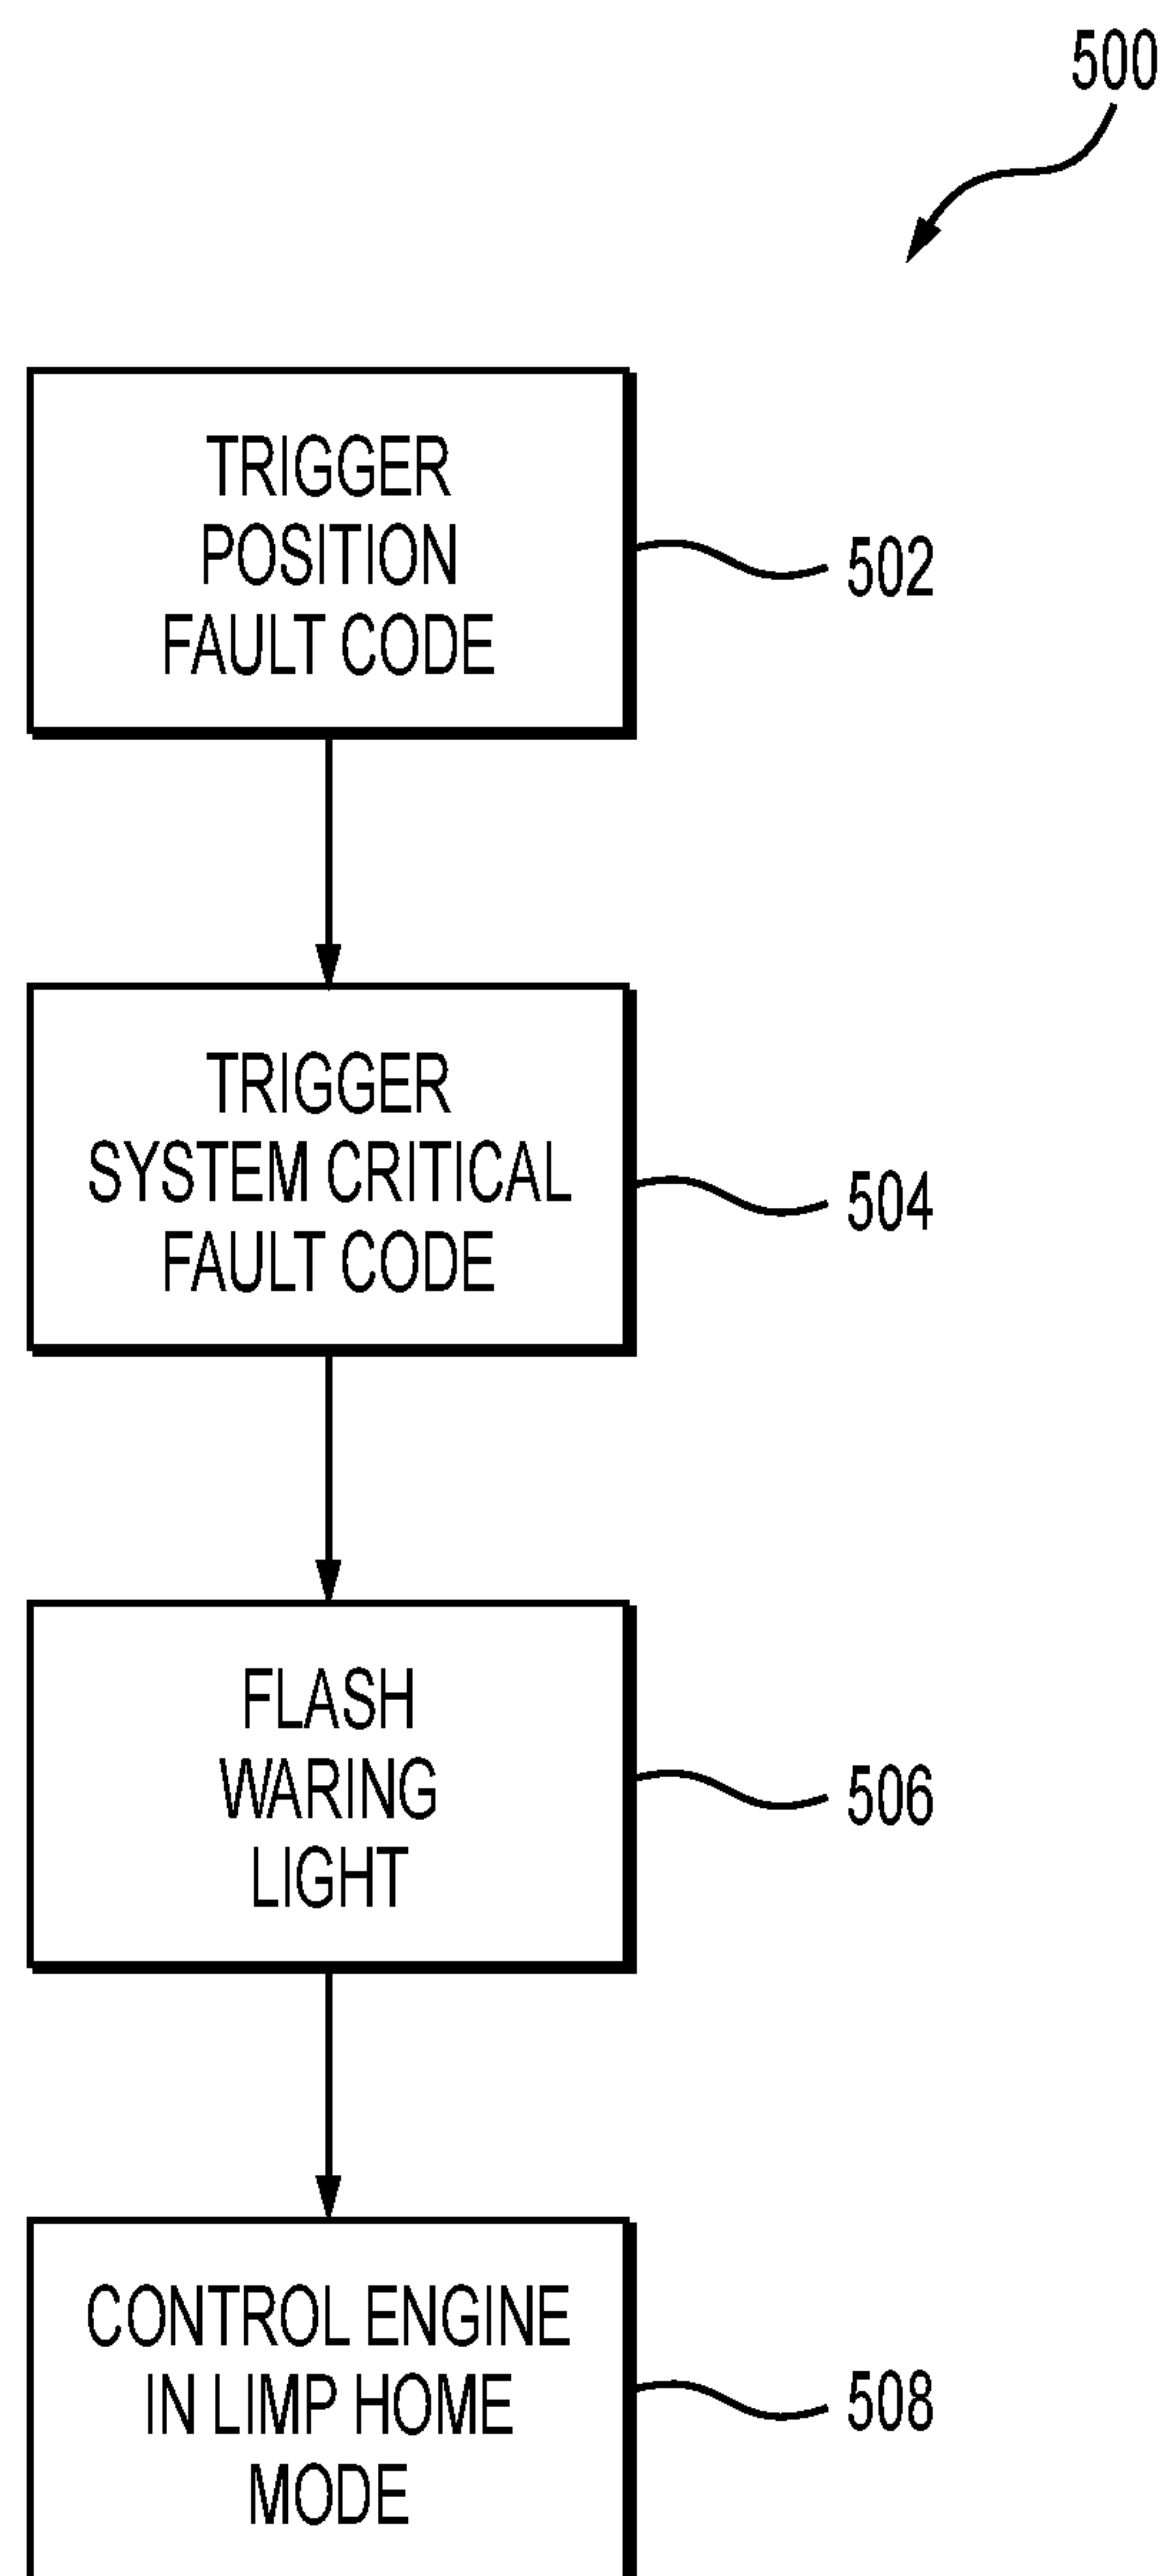 500
TRIGGER
POSITION
FAULT CODE
502
TRIGGER
SYSTEM CRITICAL
FAULT CODE
504
FLASH
WARING
LIGHT
506
CONTROL ENGINE
IN LIMP HOME
MODE
508